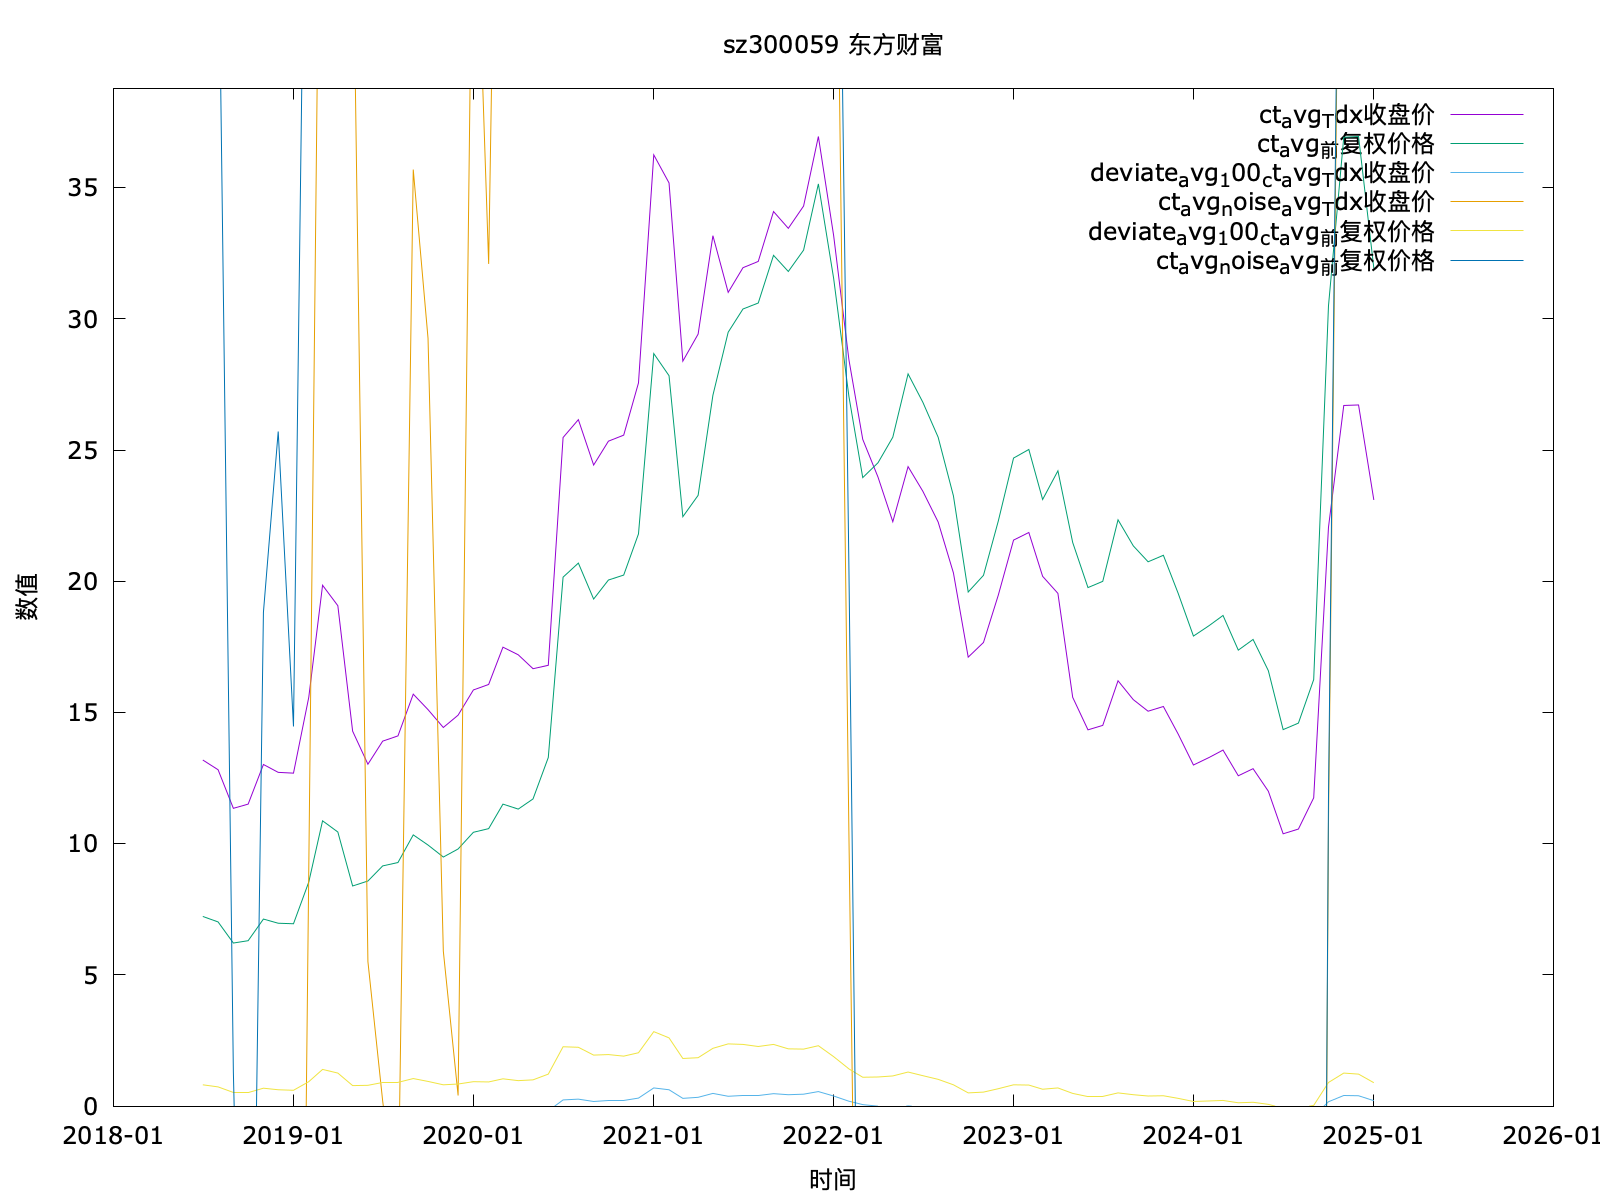 sz300059 东方财富
ctavgTdx收盘价
ctavg前复权价格
deviateavg100ctavgTdx收盘价
ctavgnoiseavgTdx收盘价
deviateavg100ctavg前复权价格
ctavgnoiseavg前复权价格
35
30
25
20
15
10
5
0
数值
2018-01 2019-01 2020-01 2021-01 2022-01 2023-01 2024-01 2025-01 2026-01
时间